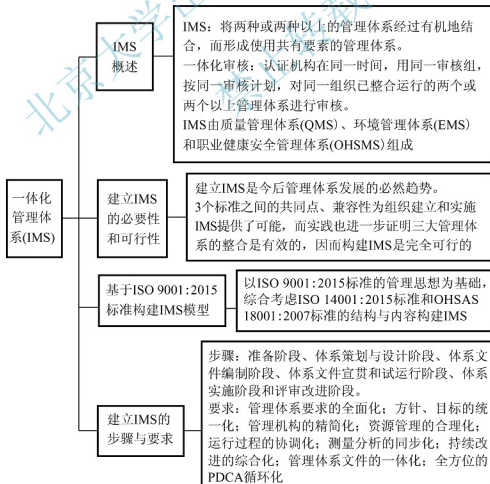 IMS
概述
IMS：将两种或两种以上的管理体系经过有机地结
合，而形成使用共有要素的管理体系。
一体化审核：认证机构在同一时间，用同一审核组，
按同一审核计划，对同一组织已整合运行的两个或
两个以上管理体系进行审核。
IMS由质量管理体系(QMS)、环境管理体系(EMS)
和职业健康安全管理体系(OHSMS)组成
一体化
管理体
系(IMS)
建立IMS
的必要性
和可行性
建立IMS是今后管理体系发展的必然趋势。
3个标准之间的共同点、兼容性为组织建立和实施
IMS提供了可能，而实践也进一步证明三大管理体
系的整合是有效的，因而构建IMS是完全可行的
基于ISO 9001:2015
标准构建IMS模型
以ISO 9001:2015标准的管理思想为基础，
综合考虑ISO 14001:2015标准和OHSAS
18001:2007标准的结构与内容构建IMS
建立IMS的
步骤与要求
步骤：准备阶段、体系策划与设计阶段、体系文
件编制阶段、体系文件宣贯和试运行阶段、体系
实施阶段和评审改进阶段。
要求：管理体系要求的全面化；方针、目标的统
一化；管理机构的精简化；资源管理的合理化；
运行过程的协调化；测量分析的同步化；持续改
进的综合化；管理体系文件的一体化；全方位的
PDCA循环化
北京大学
禁止转载